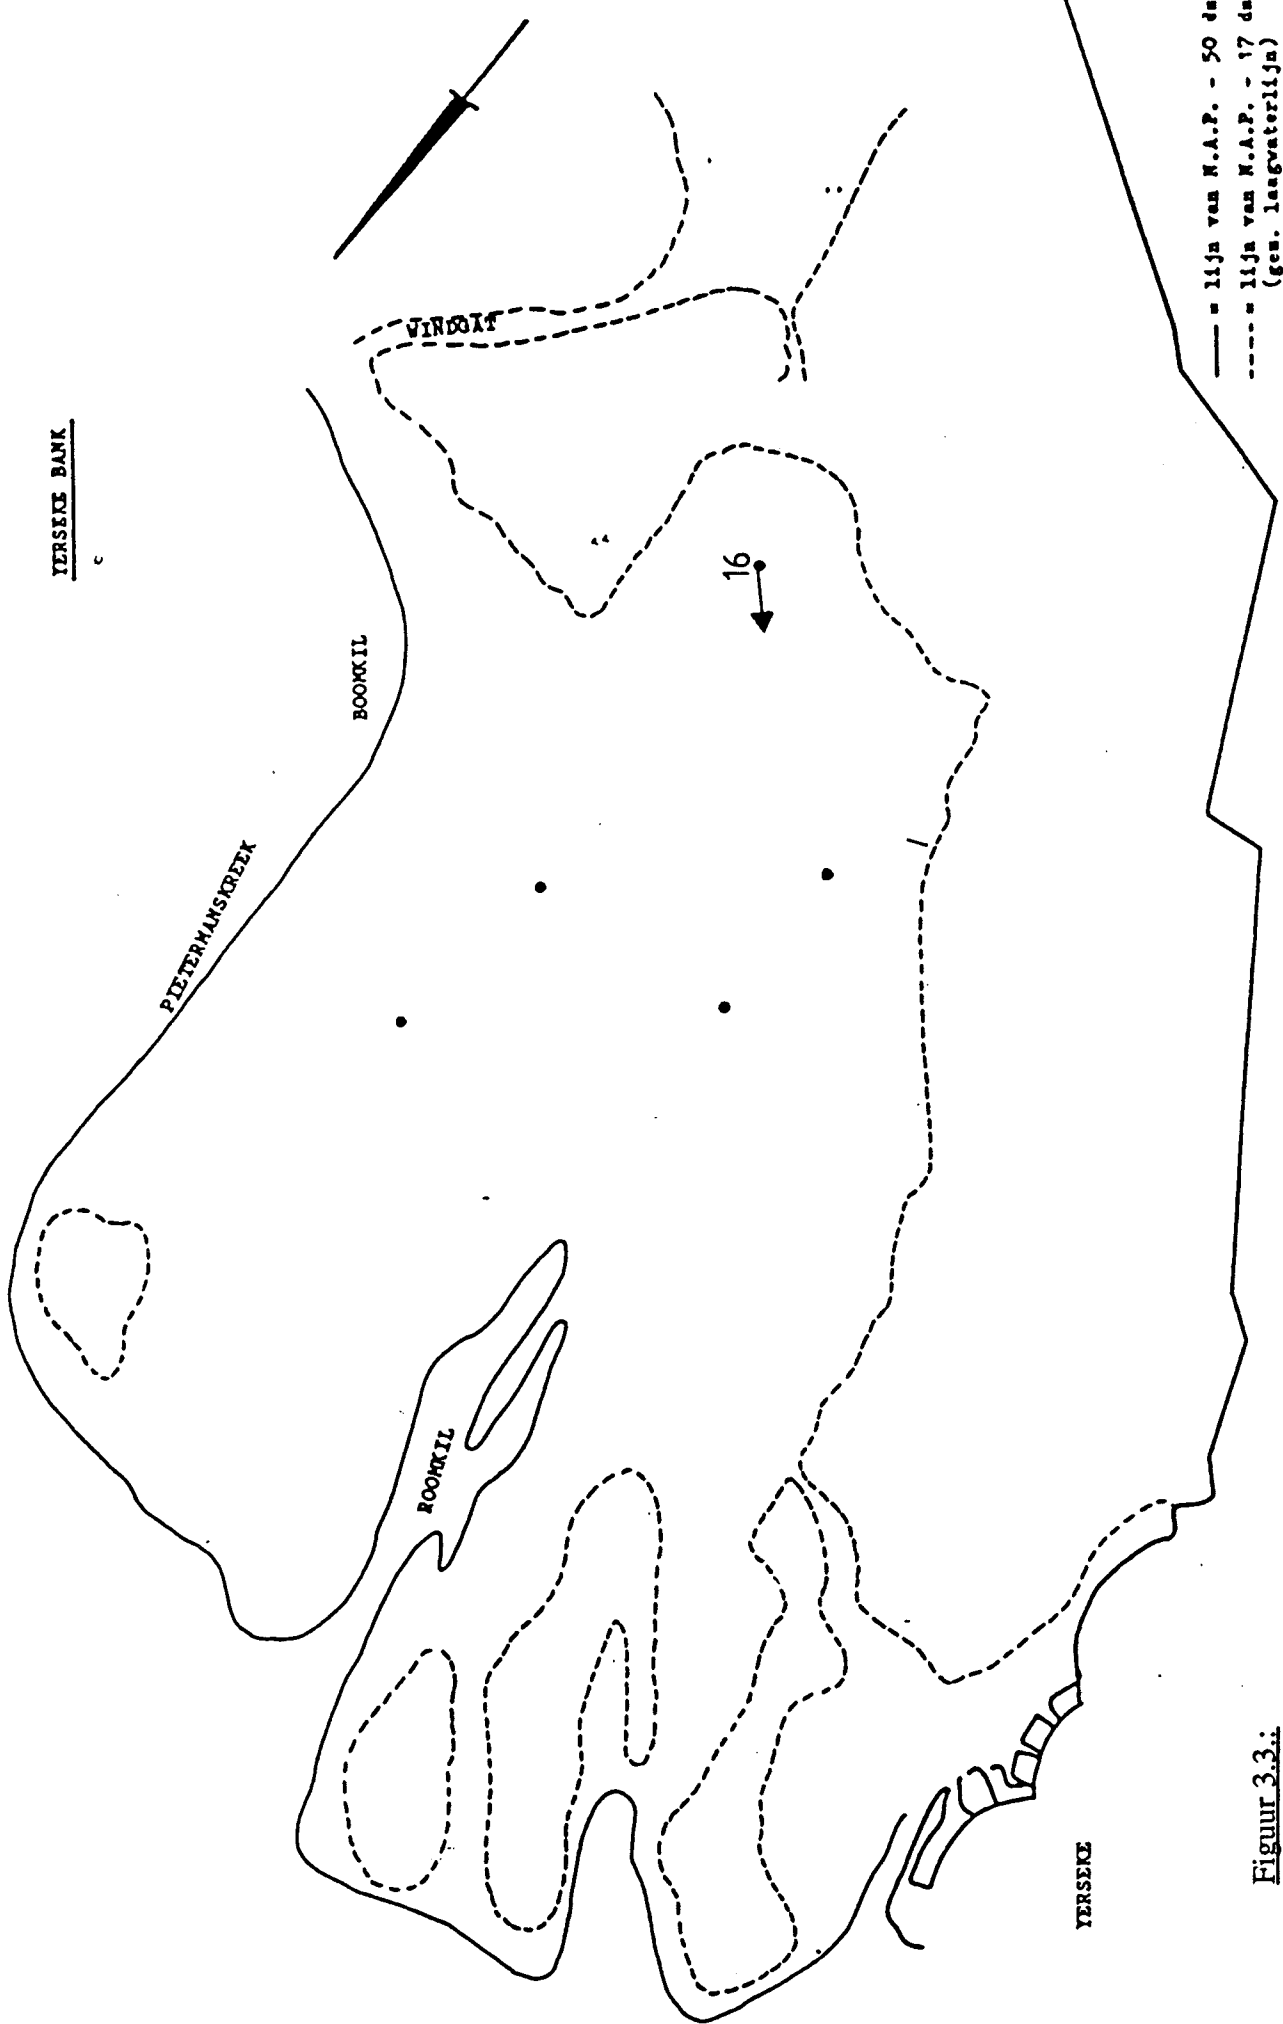 YERSEKE BANK
WINDGAT
BOOMKIL
PIETERMANSKREEK
16
ROOMKIL
YERSEKE
—— = lijn van N.A.P. - 50 dm
---- = lijn van N.A.P. - 17 dm
(gem. laagwaterlijn)
Figuur 3.3.: